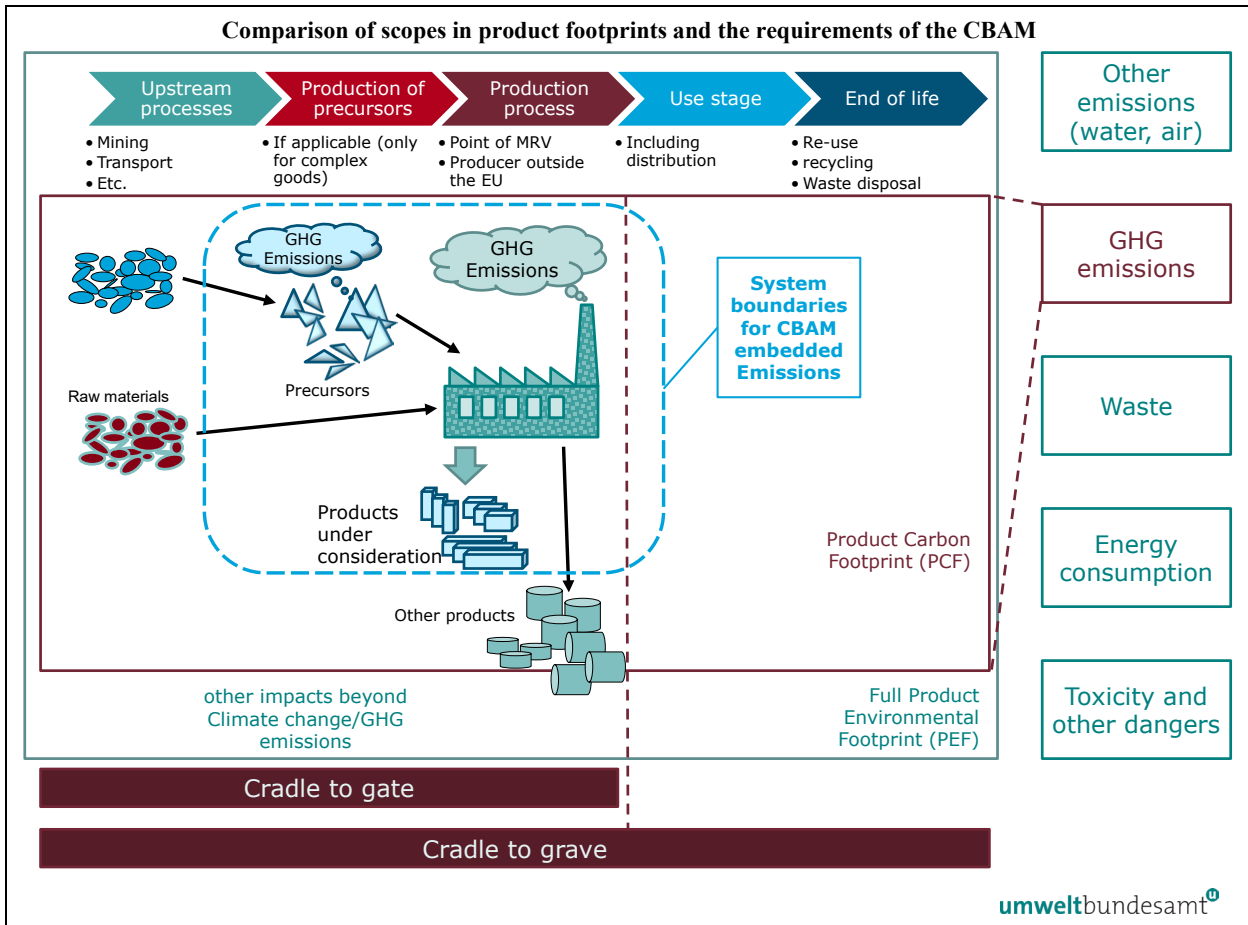 Comparison of scopes in product footprints and the requirements of the CBAM
Upstream
processes
Production of
precursors
Production
process
Use stage
End of life
• Mining
• Transport
• Etc.
• If applicable (only
for complex
goods)
• Point of MRV
• Producer outside
the EU
• Including
distribution
• Re-use
• recycling
• Waste disposal
Other
emissions
(water, air)
GHG
emissions
Waste
Energy
consumption
Toxicity and
other dangers
GHG
Emissions
GHG
Emissions
System
boundaries
for CBAM
embedded
Emissions
Precursors
Raw materials
Products
under
consideration
Other products
Product Carbon
Footprint (PCF)
other impacts beyond
Climate change/GHG
emissions
Full Product
Environmental
Footprint (PEF)
Cradle to gate
Cradle to grave
umweltbundesamt u